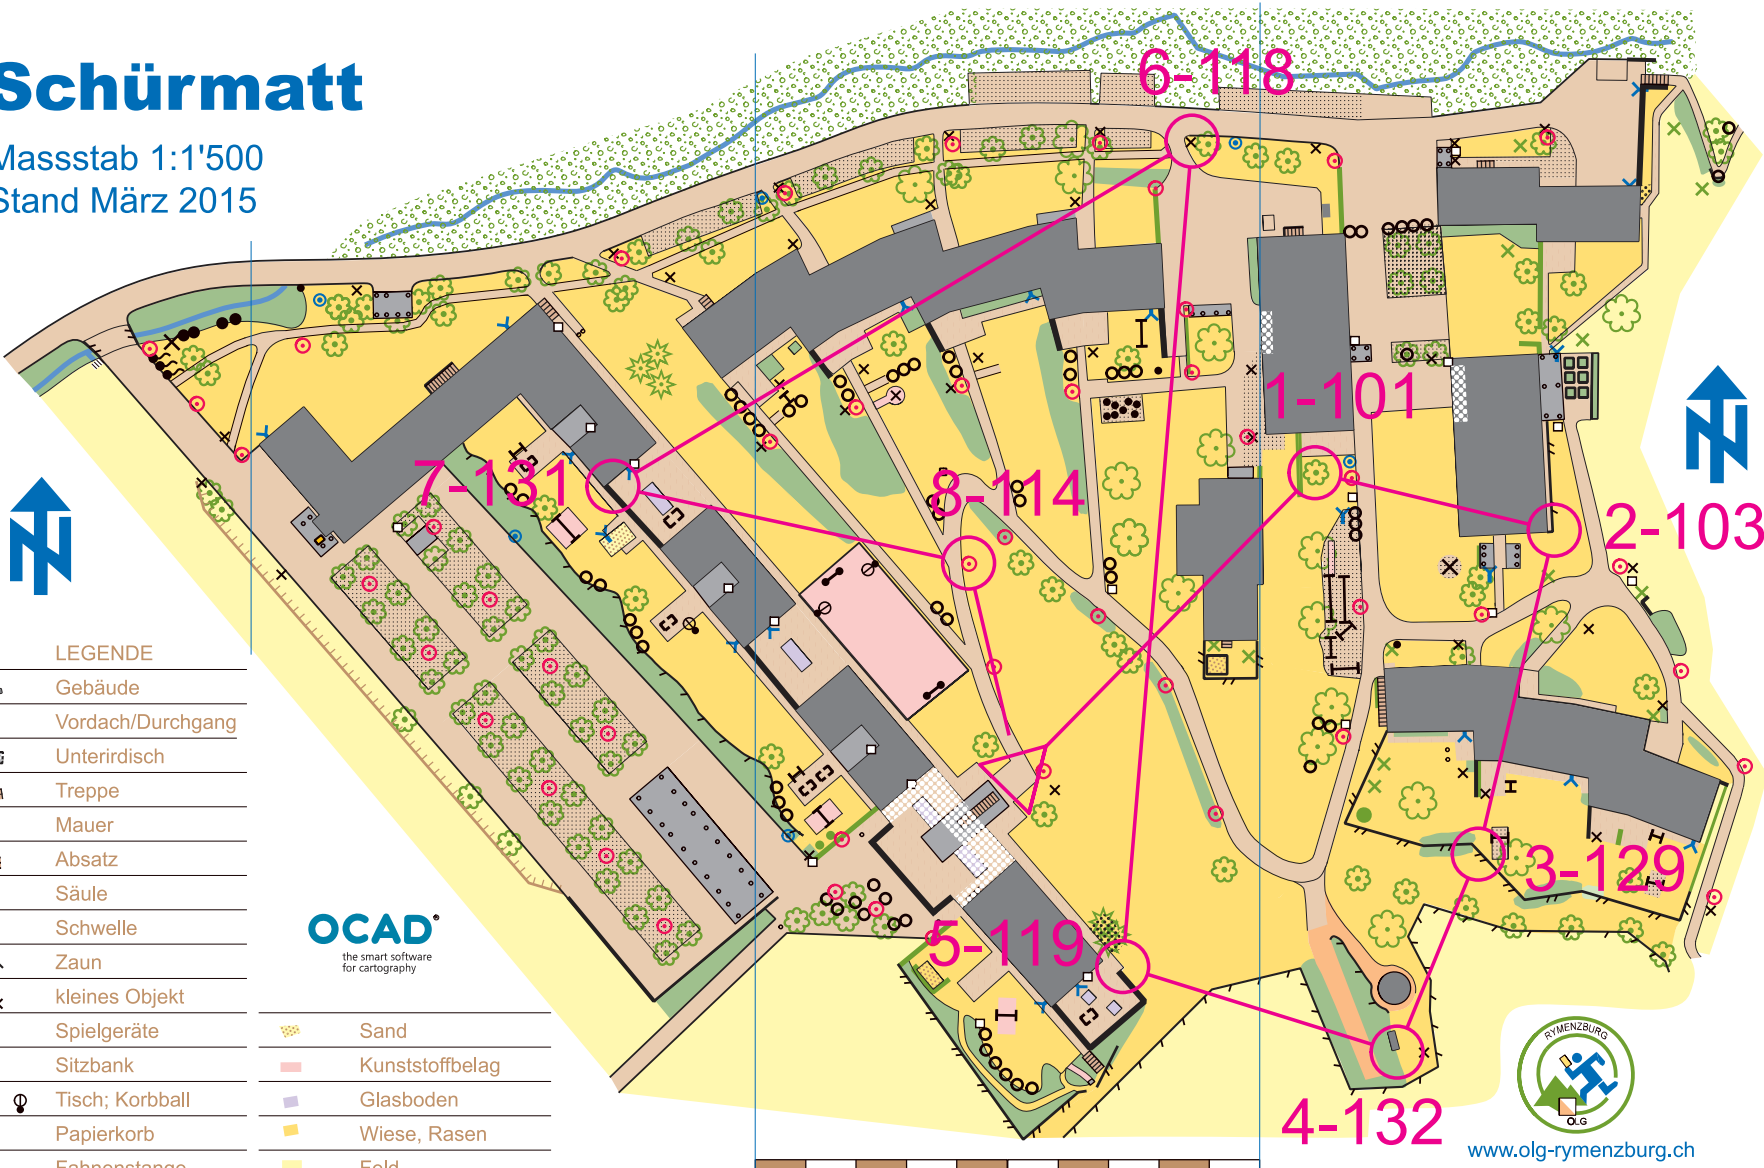 Schürmatt
Massstab 1:1'500
Stand März 2015
6-118
1-101
7-131
8-114
2-103
3-129
5-119
4-132
LEGENDE
Gebäude
Vordach/Durchgang
Unterirdisch
Treppe
Mauer
Absatz
Säule
Schwelle
Zaun
kleines Objekt
Spielgeräte
Sitzbank
Tisch; Korbball
Papierkorb
Fahnenstange
Sand
Kunststoffbelag
Glasboden
Wiese, Rasen
Feld
OCAD®
the smart software
for cartography
RYMENZBURG
OLG
www.olg-rymenzburg.ch